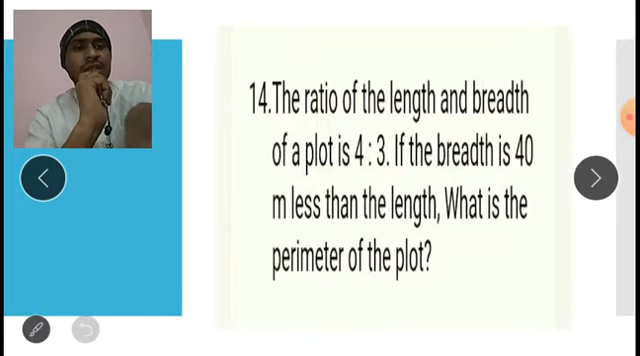 14.The ratio of the length and breadth
of a plot is 4 : 3. If the breadth is 40
m less than the length, What is the
perimeter of the plot?